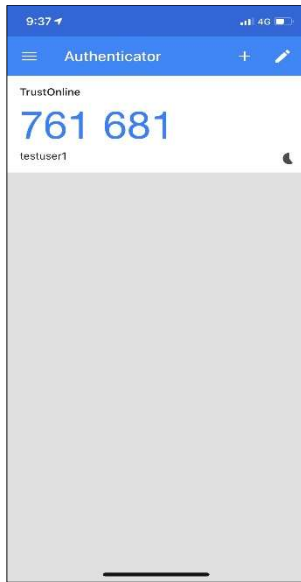 9:37
4G
Authenticator
TrustOnline
761 681
testuser1